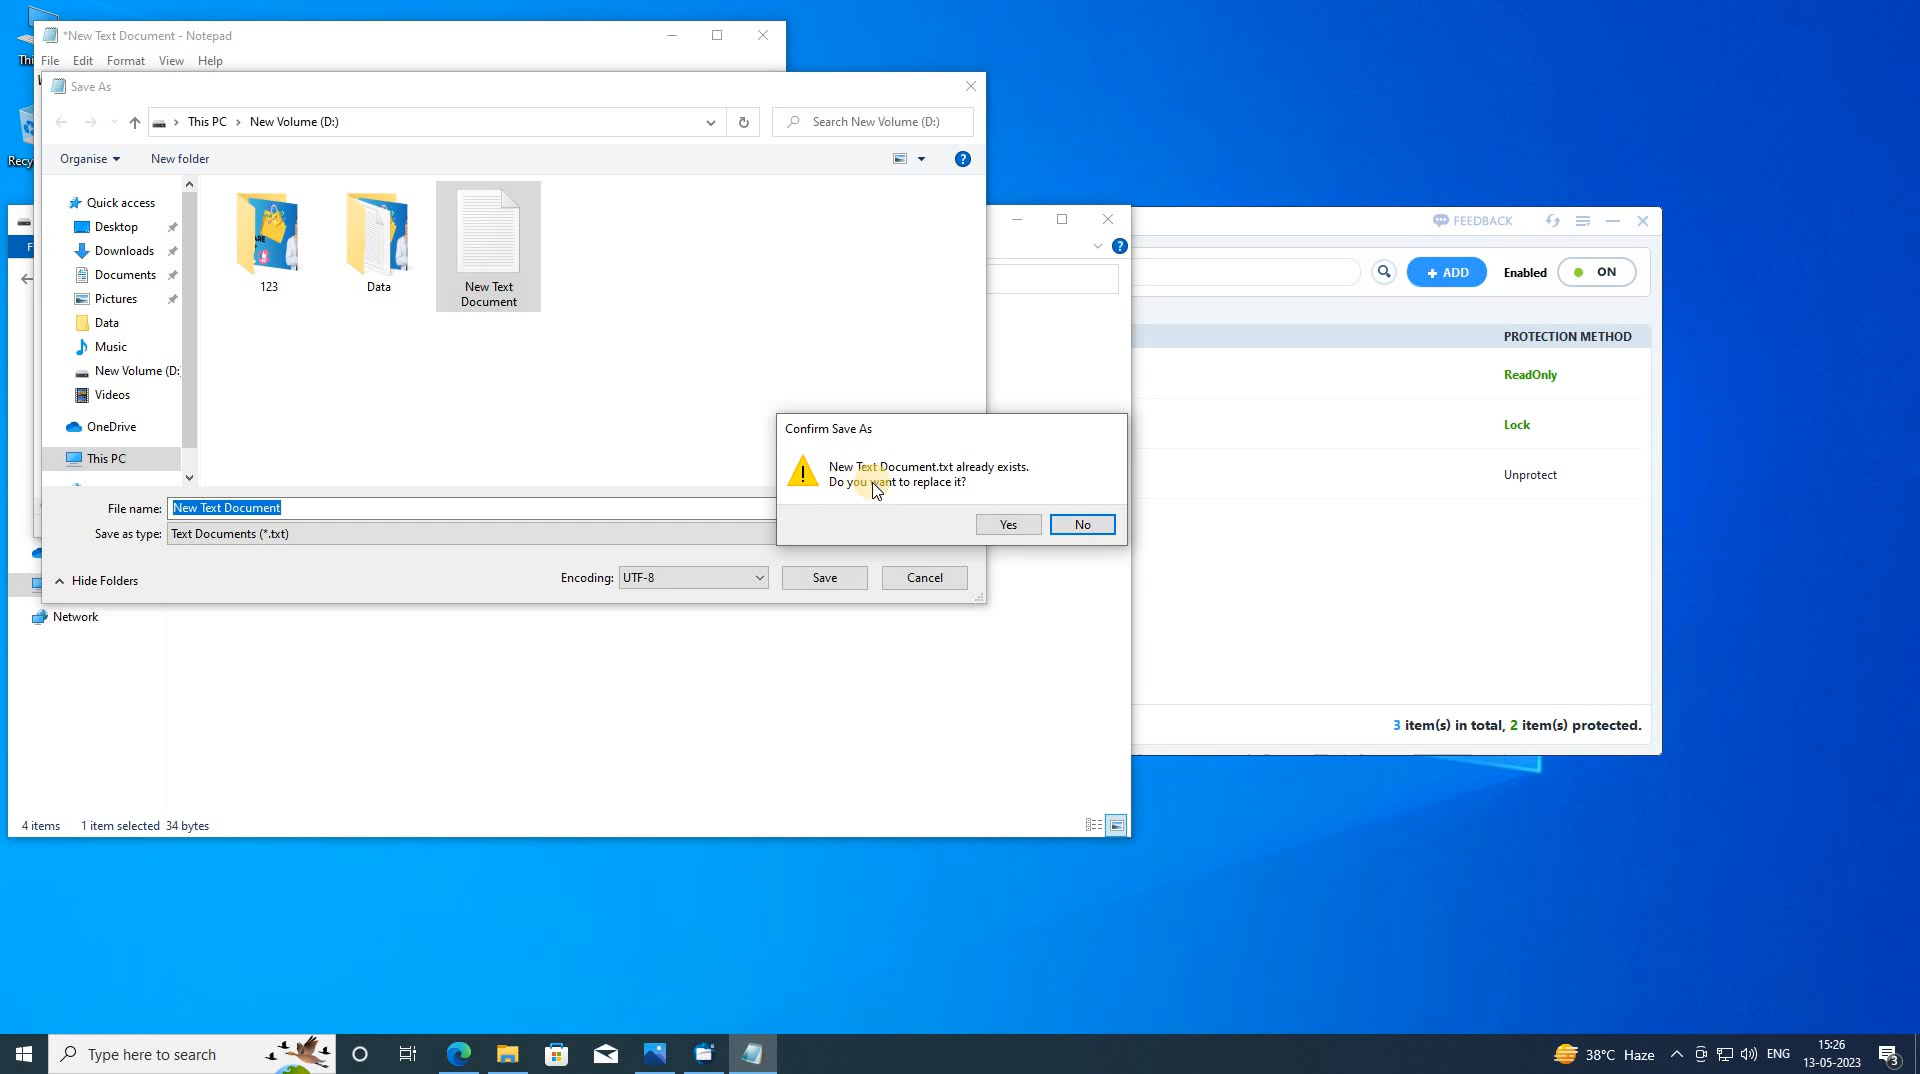 *New Text Document - Notepad
File Edit Format View Help
Save As
This PC > New Volume (D:)
Search New Volume (D:)
Organise
New folder
Quick access
Desktop
Downloads
Documents
Pictures
Data
Music
New Volume (D:
Videos
OneDrive
This PC
123
Data
New Text
Document
File name:
New Text Document
Save as type:
Text Documents (*.txt)
Hide Folders
Encoding:
UTF-8
Save
Cancel
Confirm Save As
New Text Document.txt already exists.
Do you want to replace it?
Yes
No
FEEDBACK
+ ADD
Enabled
ON
PROTECTION METHOD
ReadOnly
Lock
Unprotect
3 item(s) in total, 2 item(s) protected.
Network
4 items
1 item selected 34 bytes
Type here to search
38°C Haze
ENG
15:26
13-05-2023
3